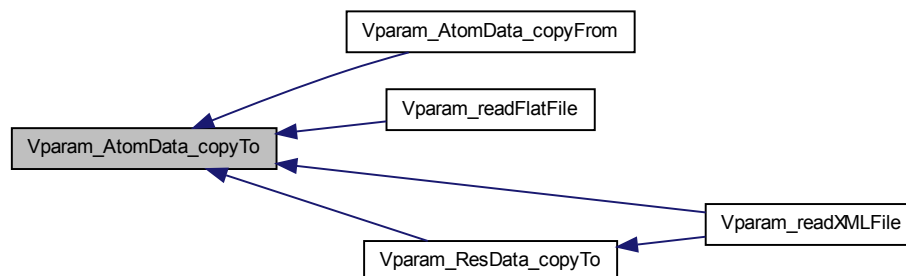 Vparam_AtomData_copyFrom
Vparam_readFlatFile
Vparam_AtomData_copyTo
Vparam_readXMLFile
Vparam_ResData_copyTo